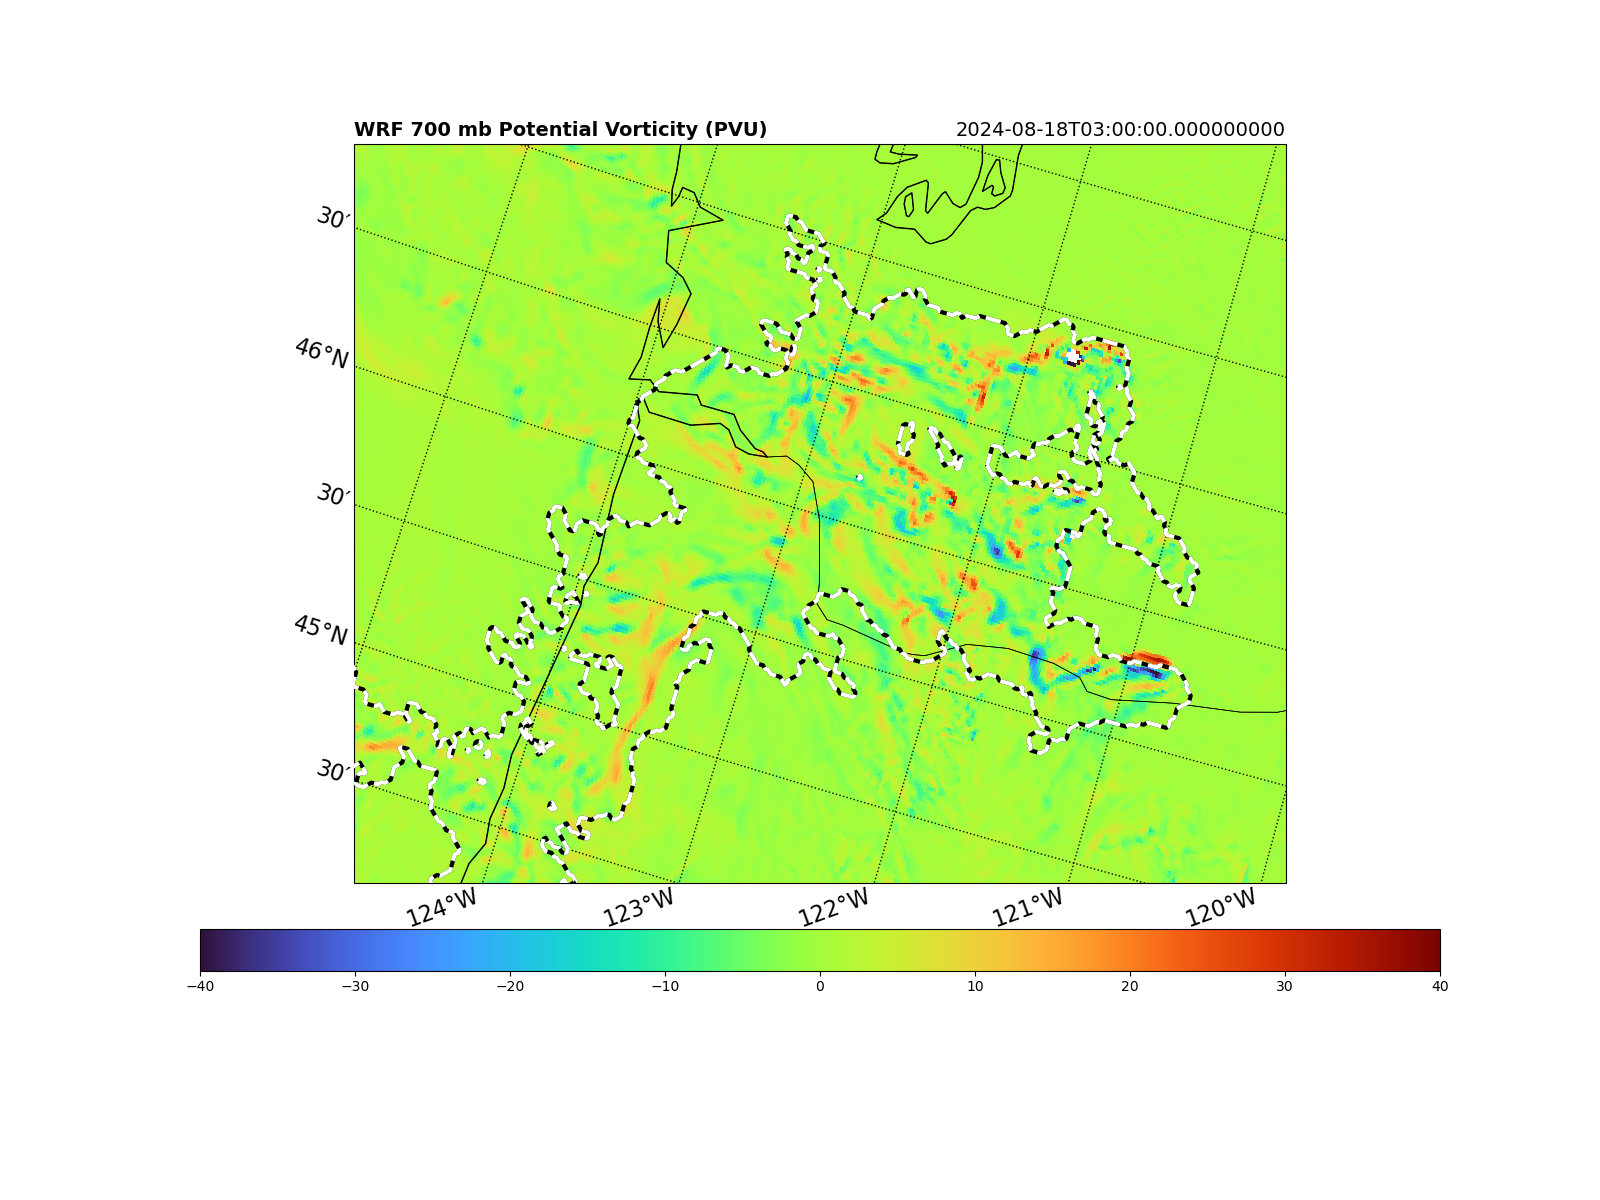 WRF 700 mb Potential Vorticity (PVU)
2024-08-18T03:00:00.000000000
30′
46°N
30′
45°N
30′
124°W
123°W
122°W
121°W
120°W
−40
−30
−20
−10
0
10
20
30
40